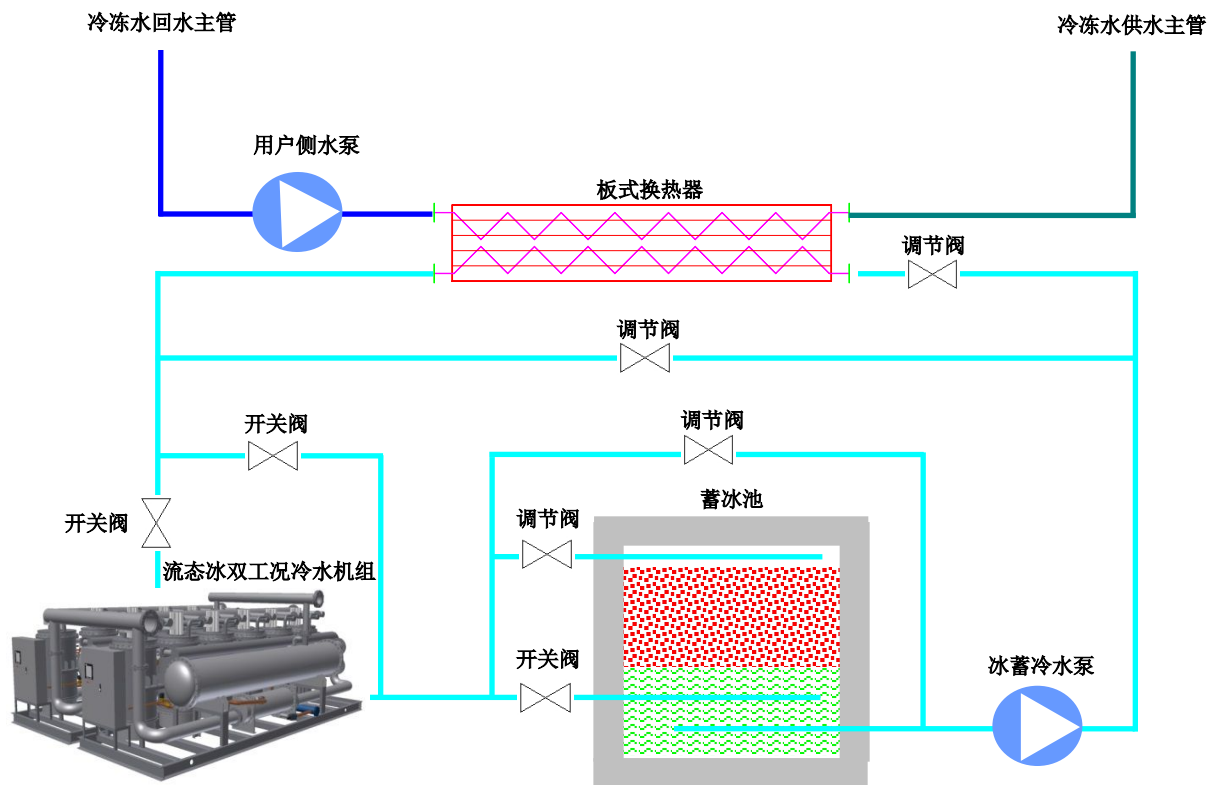 冷冻水回水主管
冷冻水供水主管
用户侧水泵
板式换热器
调节阀
调节阀
开关阀
调节阀
蓄冰池
开关阀
调节阀
流态冰双工况冷水机组
开关阀
冰蓄冷水泵